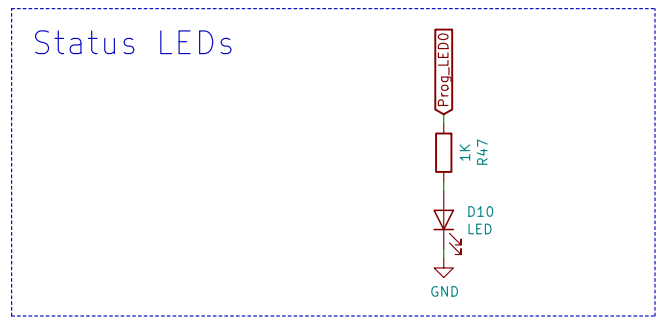 Status LEDs
Prog_LED0
1K
R47
D10
LED
GND